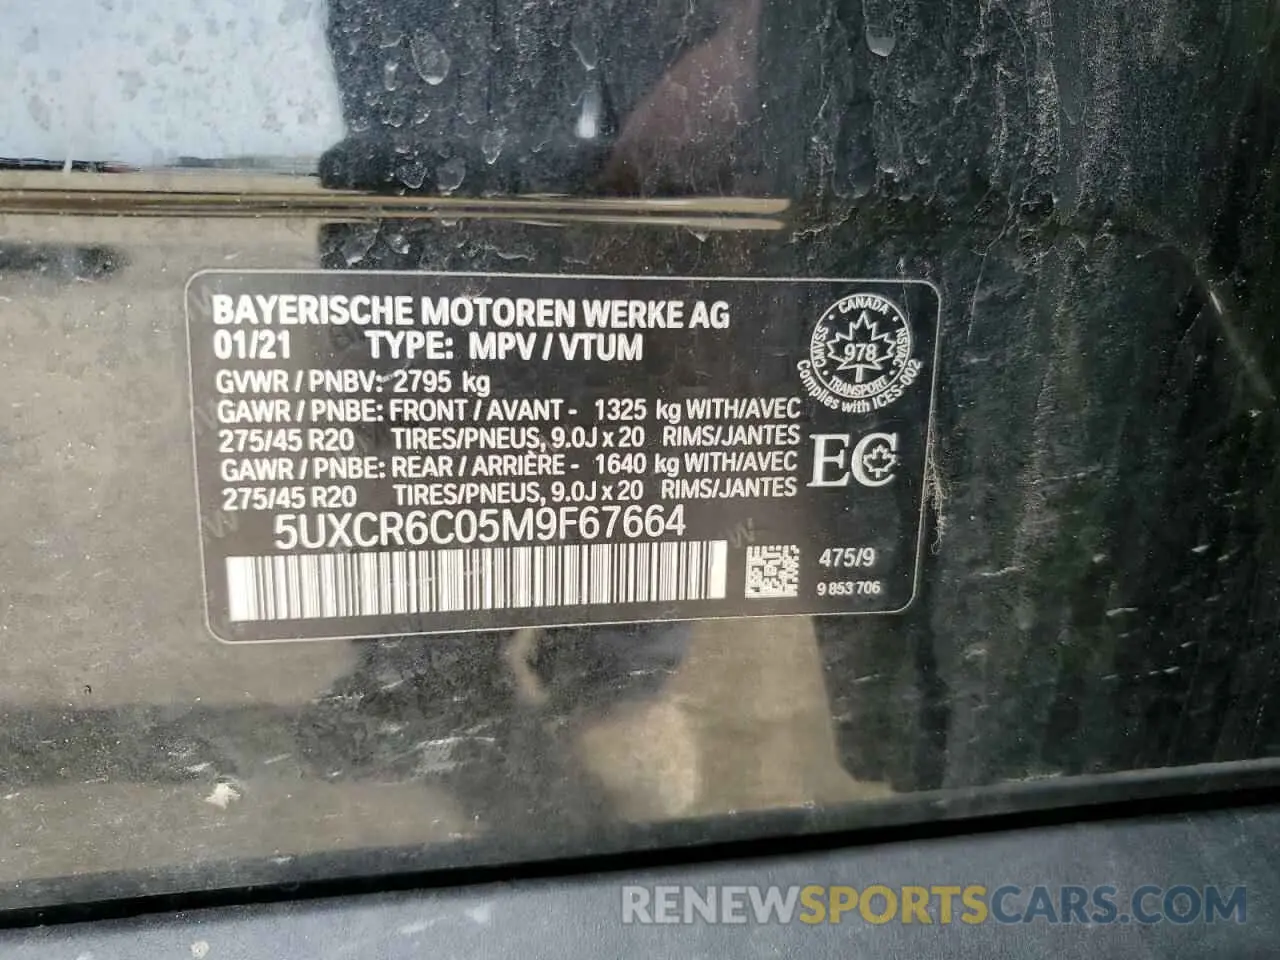 BAYERISCHE MOTOREN WERKE AG
01/21 TYPE: MPV / VTUM
GVWR / PNBV: 2795 kg
GAWR / PNBE: FRONT / AVANT - 1325 kg WITH/AVEC
275/45 R20 TIRES/PNEUS, 9.0J x 20 RIMS/JANTES
GAWR / PNBE: REAR / ARRIÈRE - 1640 kg WITH/AVEC
275/45 R20 TIRES/PNEUS, 9.0J x 20 RIMS/JANTES
5UXCR6C05M9F67664
CANADA
CMVSS 978 NSVAC
TRANSPORT
Complies with ICES-002
EC
475/9
9 853 706
RENEWSPORTSCARS.COM